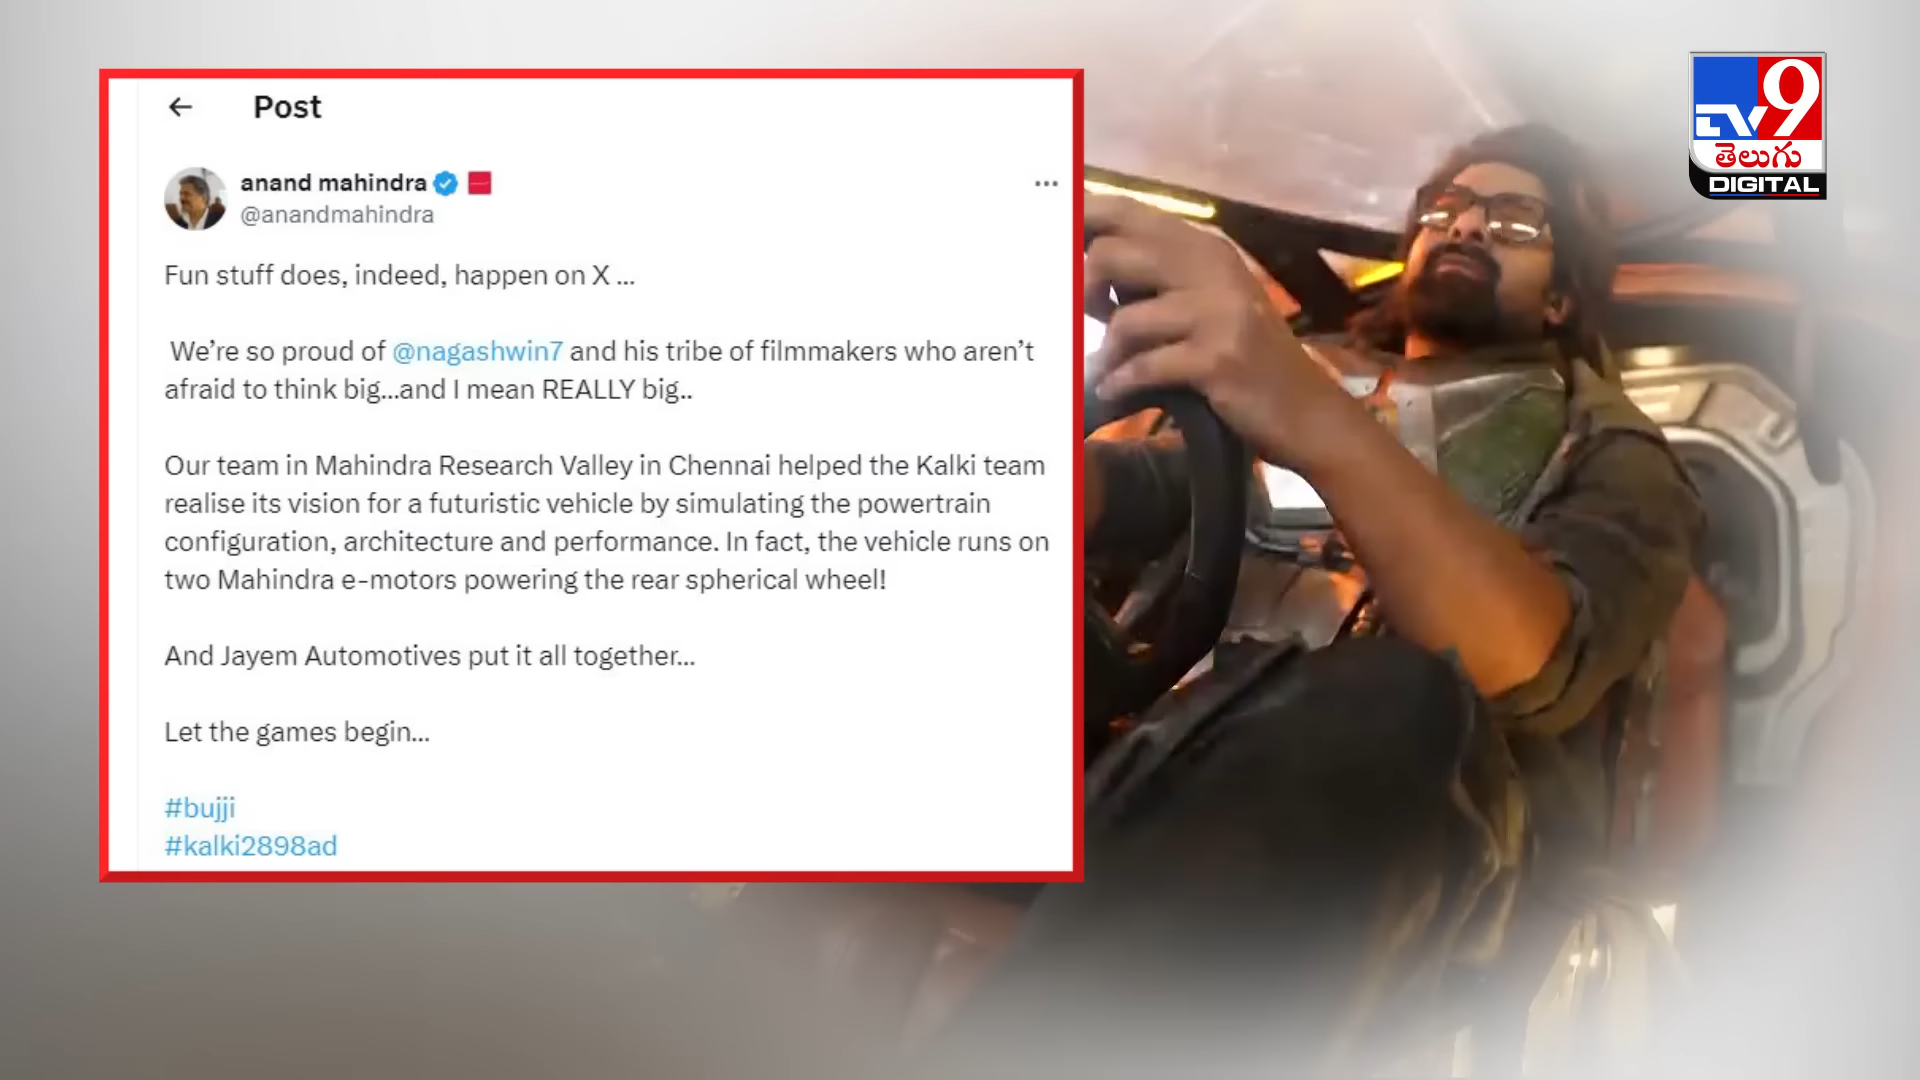 Post
anand mahindra
@anandmahindra
Fun stuff does, indeed, happen on X ...
We’re so proud of @nagashwin7 and his tribe of filmmakers who aren’t
afraid to think big...and I mean REALLY big..
Our team in Mahindra Research Valley in Chennai helped the Kalki team
realise its vision for a futuristic vehicle by simulating the powertrain
configuration, architecture and performance. In fact, the vehicle runs on
two Mahindra e-motors powering the rear spherical wheel!
And Jayem Automotives put it all together...
Let the games begin...
#bujji
#kalki2898ad
TV9
తెలుగు
DIGITAL